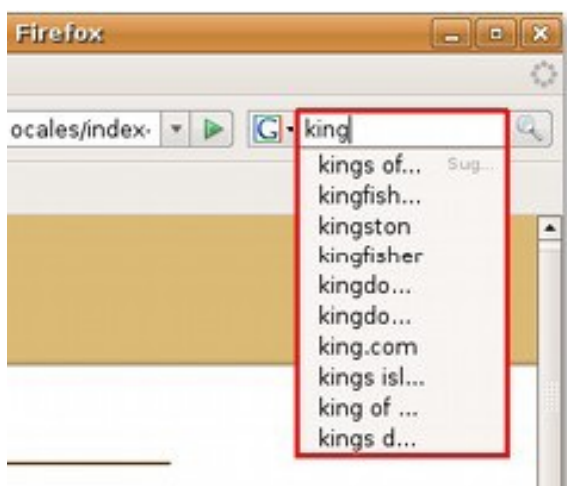 Firefox
ocales/index-
G king
kings of... Sug...
kingfish...
kingston
kingfisher
kingdo...
kingdo...
king.com
kings isl...
king of ...
kings d...